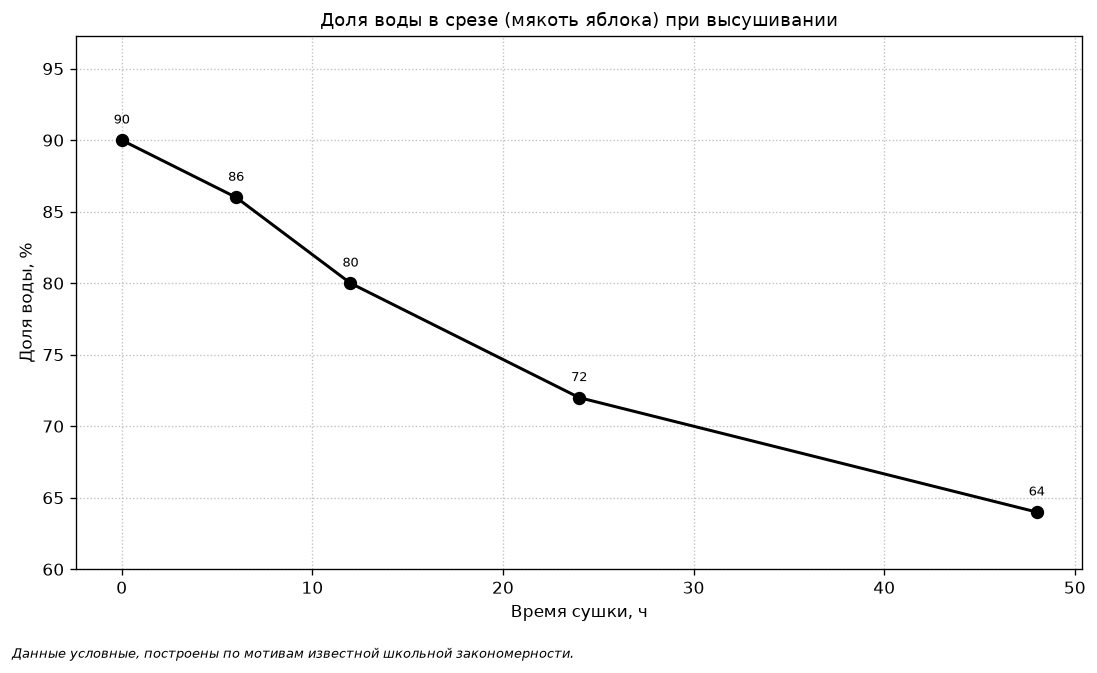 Доля воды в срезе (мякоть яблока) при высушивании
Доля воды, %
95
90
85
80
75
70
65
60
90
86
80
72
64
0 10 20 30 40 50
Время сушки, ч
Данные условные, построены по мотивам известной школьной закономерности.